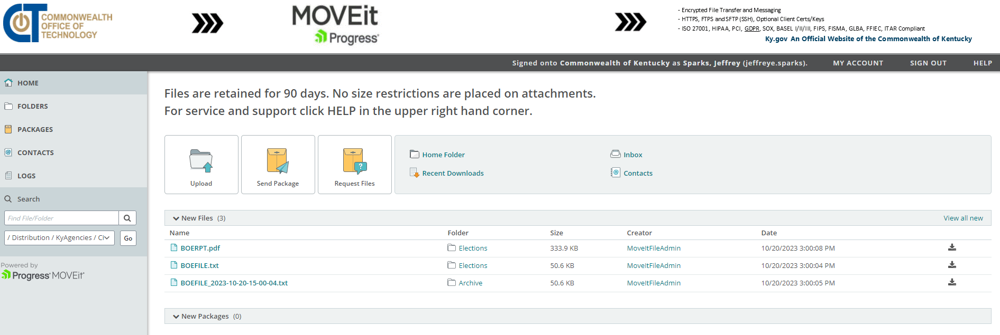 CT COMMONWEALTH
OFFICE OF
TECHNOLOGY
MOVEit
Progress®
- Encrypted File Transfer and Messaging
- HTTPS, FTPS and SFTP (SSH), Optional Client Certs/Keys
- ISO 27001, HIPAA, PCI, GDPR, SOX, BASEL I/II/III, FIPS, FISMA, GLBA, FFIEC, ITAR Compliant
Ky.gov An Official Website of the Commonwealth of Kentucky
Signed onto Commonwealth of Kentucky as Sparks, Jeffrey (jeffreye.sparks). MY ACCOUNT SIGN OUT HELP
HOME
FOLDERS
PACKAGES
CONTACTS
LOGS
Search
Find File/Folder
/ Distribution / KyAgencies / Cl Go
Powered by
Progress® MOVEit®
Files are retained for 90 days. No size restrictions are placed on attachments.
For service and support click HELP in the upper right hand corner.
Upload Send Package Request Files
Home Folder Inbox
Recent Downloads Contacts
New Files (3) View all new
Name Folder Size Creator Date
BOERPT.pdf Elections 333.9 KB MoveItFileAdmin 10/20/2023 3:00:08 PM
BOEFILE.txt Elections 50.6 KB MoveItFileAdmin 10/20/2023 3:00:04 PM
BOEFILE_2023-10-20-15-00-04.txt Archive 50.6 KB MoveItFileAdmin 10/20/2023 3:00:05 PM
New Packages (0)